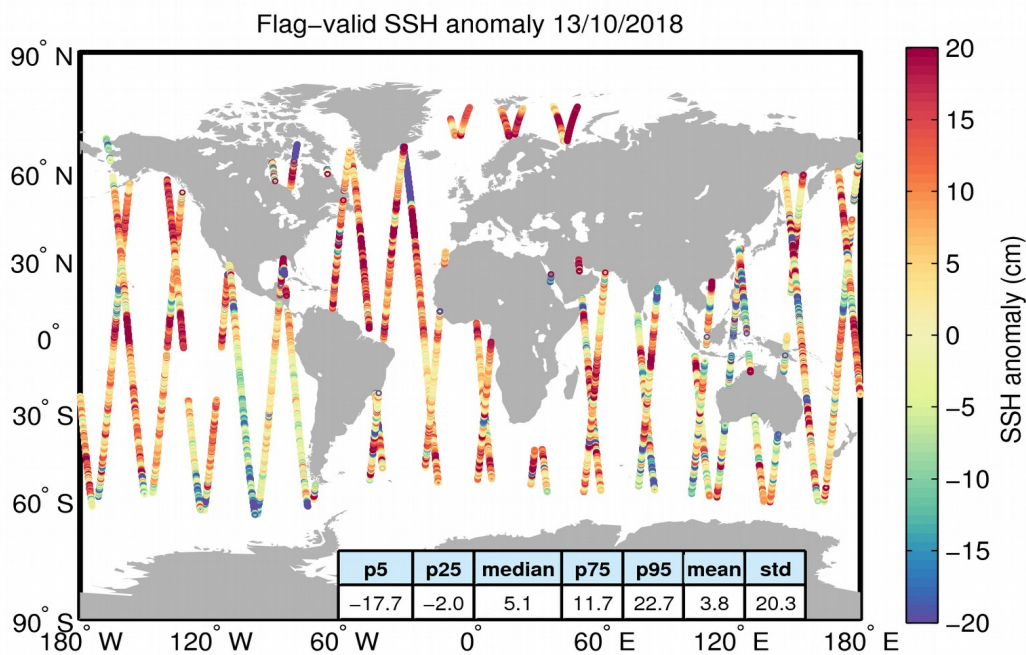 Flag−valid SSH anomaly 13/10/2018
90° N
60° N
30° N
0°
30° S
60° S
90° S
180° W 120° W 60° W 0° 60° E 120° E 180° E
p5 p25 median p75 p95 mean std
−17.7 −2.0 5.1 11.7 22.7 3.8 20.3
20
15
10
5
0
−5
−10
−15
−20
SSH anomaly (cm)